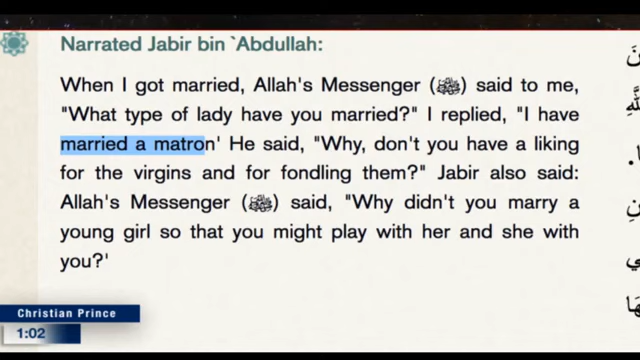 Narrated Jabir bin `Abdullah:
When I got married, Allah's Messenger (ﷺ) said to me,
"What type of lady have you married?" I replied, "I have
married a matron' He said, "Why, don't you have a liking
for the virgins and for fondling them?" Jabir also said:
Allah's Messenger (ﷺ) said, "Why didn't you marry a
young girl so that you might play with her and she with
you?'
Christian Prince
1:02